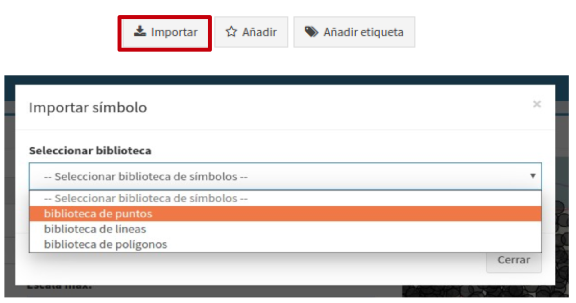 Importar Añadir Añadir etiqueta
Importar símbolo ×
Seleccionar biblioteca
-- Seleccionar biblioteca de símbolos --
-- Seleccionar biblioteca de símbolos --
biblioteca de puntos
biblioteca de líneas
biblioteca de polígonos
Cerrar
Escala máx.